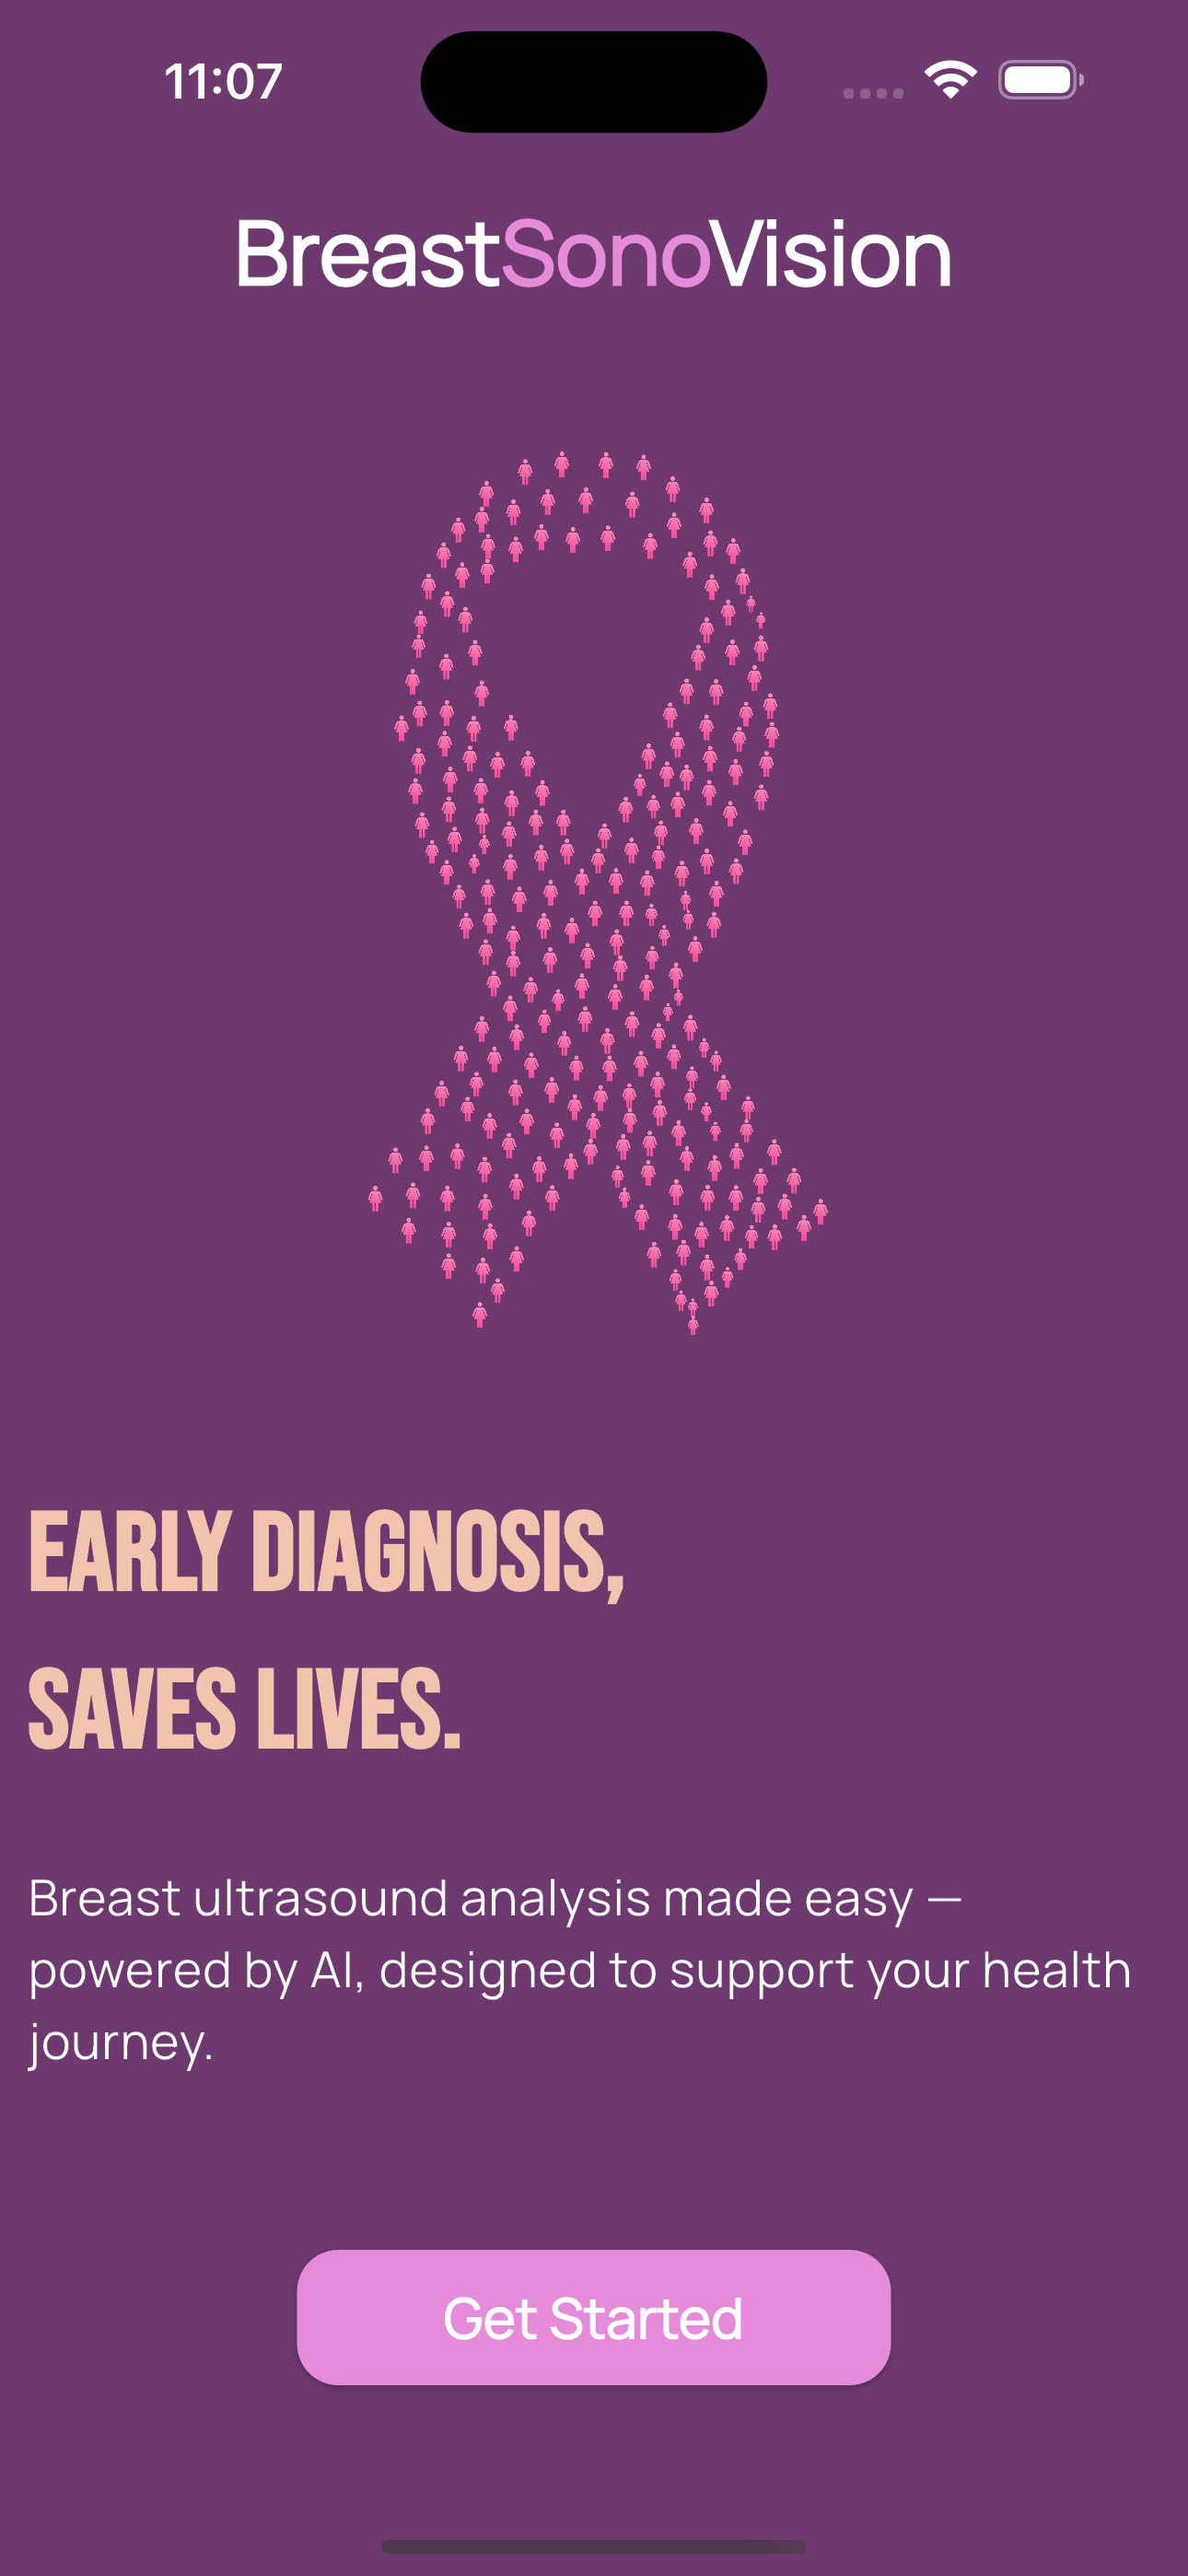 11:07
BreastSonoVision
EARLY DIAGNOSIS,
SAVES LIVES.
Breast ultrasound analysis made easy —
powered by AI, designed to support your health
journey.
Get Started